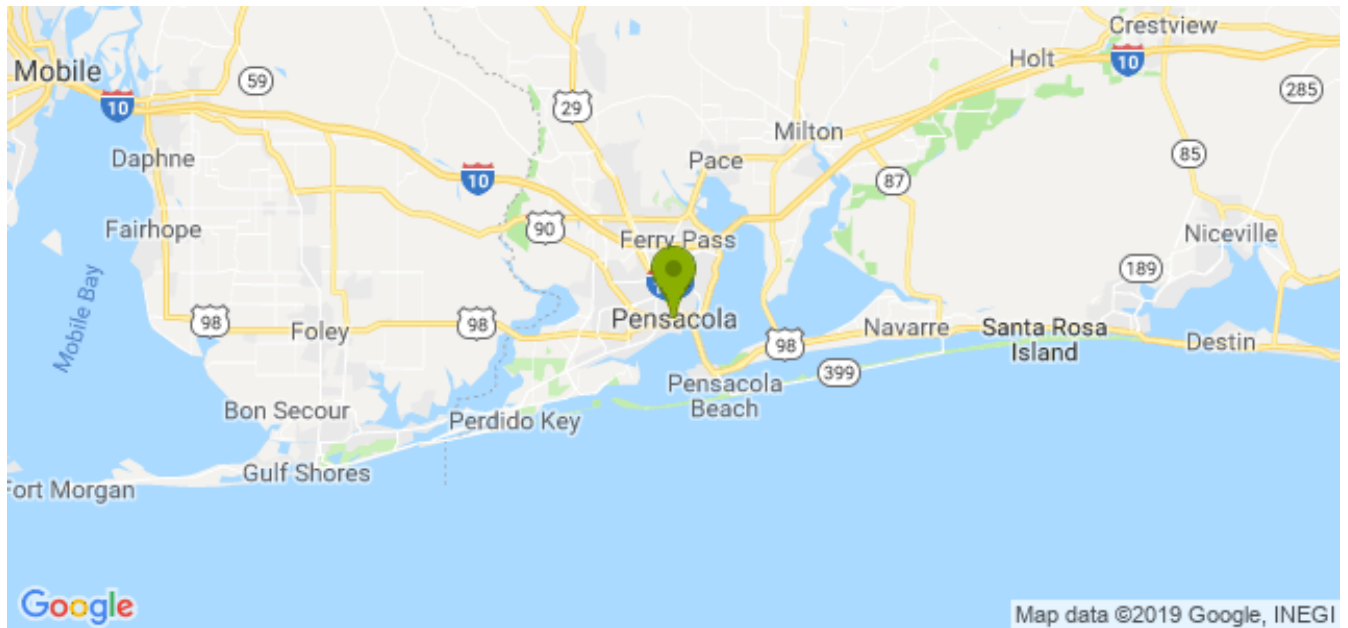 Crestview
Holt
10
Mobile
59
10
285
29
Milton
Daphne
Pace
85
10
87
Fairhope
90
Ferry Pass
Niceville
189
Mobile Bay
98
Foley
98
Pensacola
Navarre
Santa Rosa
Island
98
Destin
399
Pensacola
Beach
Bon Secour
Perdido Key
Gulf Shores
Fort Morgan
Google
Map data ©2019 Google, INEGI